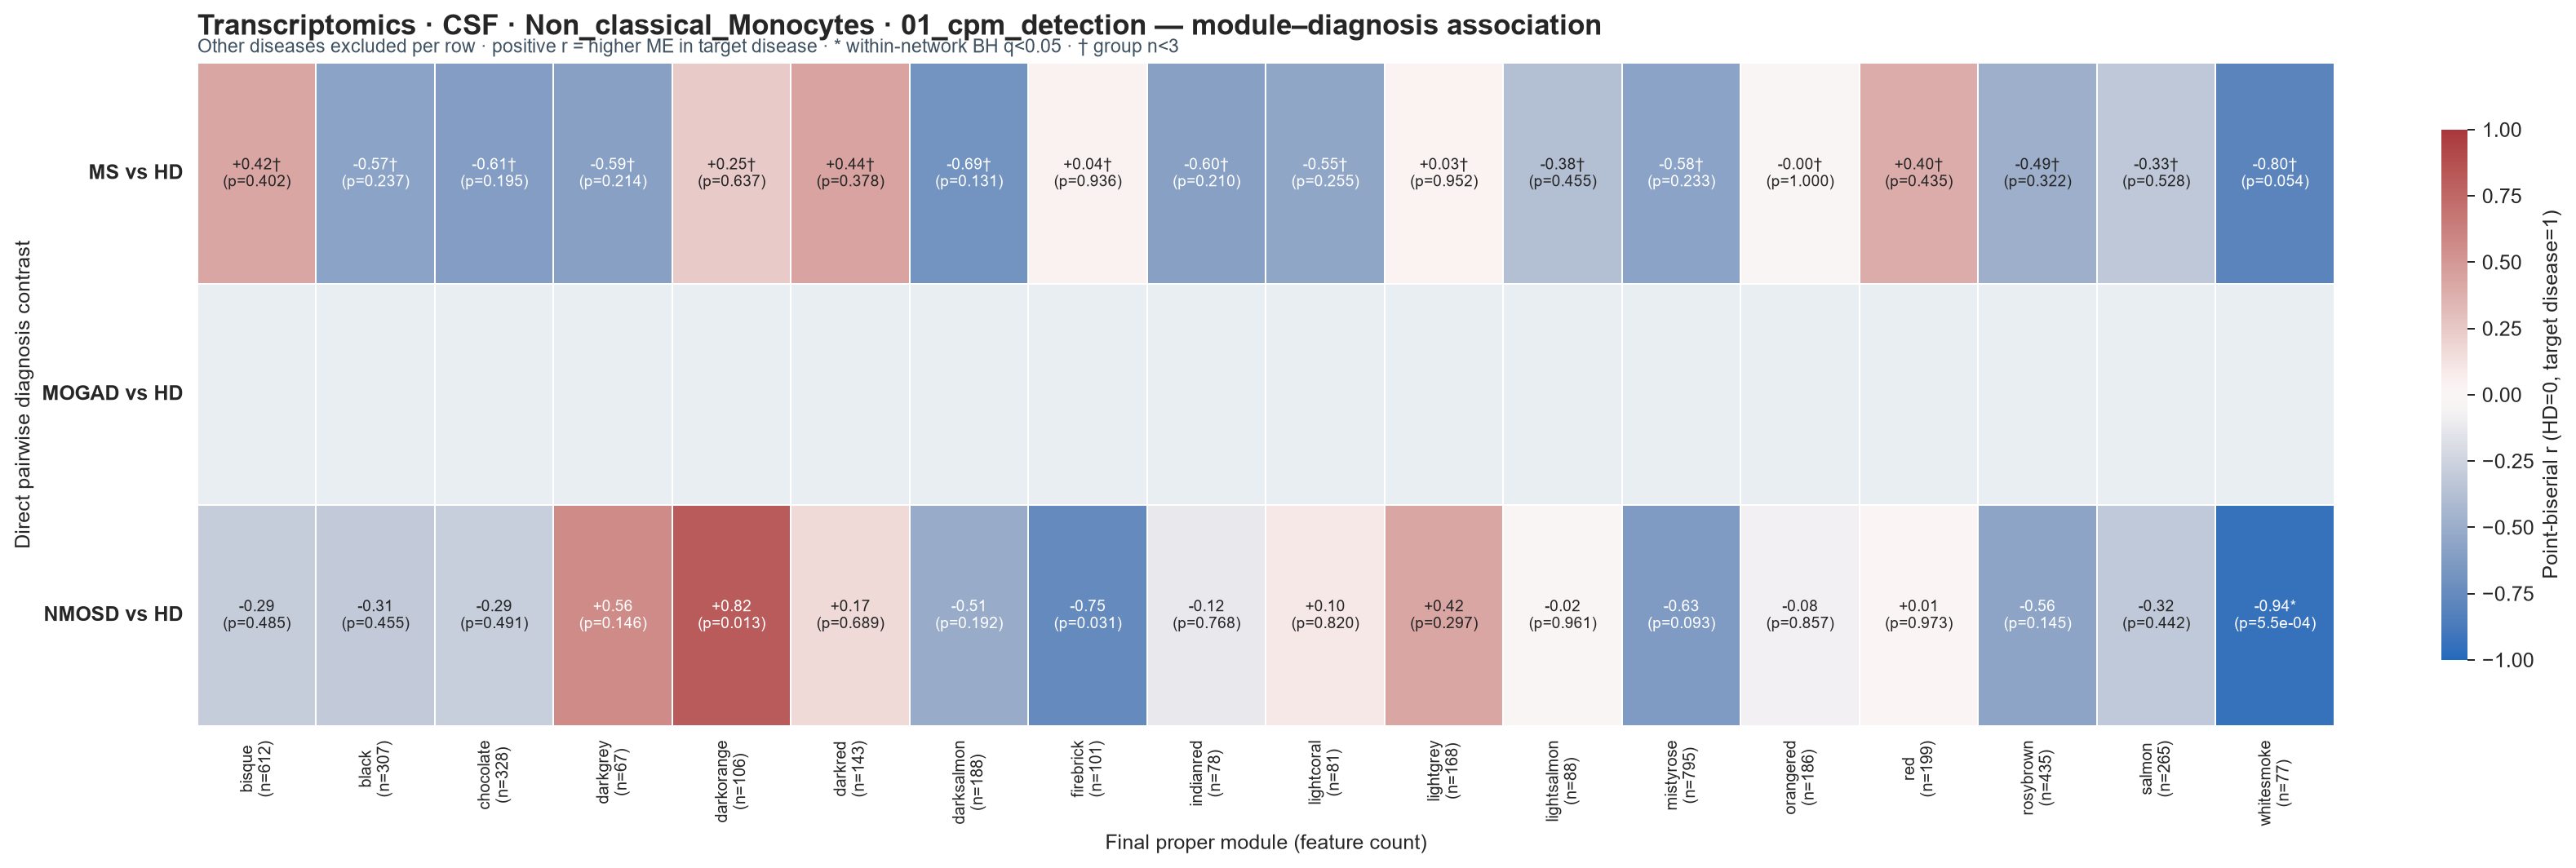 Transcriptomics · CSF · Non_classical_Monocytes · 01_cpm_detection — module–diagnosis association
Other diseases excluded per row · positive r = higher ME in target disease · * within-network BH q<0.05 · † group n<3
Direct pairwise diagnosis contrast
MS vs HD
+0.42† -0.57† -0.61† -0.59† +0.25† +0.44† -0.69† +0.04† -0.60† -0.55† +0.03† -0.38† -0.58† -0.00† +0.40† -0.49† -0.33† -0.80†
(p=0.402) (p=0.237) (p=0.195) (p=0.214) (p=0.637) (p=0.378) (p=0.131) (p=0.936) (p=0.210) (p=0.255) (p=0.952) (p=0.455) (p=0.233) (p=1.000) (p=0.435) (p=0.322) (p=0.528) (p=0.054)
MOGAD vs HD
NMOSD vs HD
-0.29 -0.31 -0.29 +0.56 +0.82 +0.17 -0.51 -0.75 -0.12 +0.10 +0.42 -0.02 -0.63 -0.08 +0.01 -0.56 -0.32 -0.94*
(p=0.485) (p=0.455) (p=0.491) (p=0.146) (p=0.013) (p=0.689) (p=0.192) (p=0.031) (p=0.768) (p=0.820) (p=0.297) (p=0.961) (p=0.093) (p=0.857) (p=0.973) (p=0.145) (p=0.442) (p=5.5e-04)
bisque
(n=612)
black
(n=307)
chocolate
(n=328)
darkgrey
(n=67)
darkorange
(n=106)
darkred
(n=143)
darksalmon
(n=188)
firebrick
(n=101)
indianred
(n=78)
lightcoral
(n=81)
lightgrey
(n=168)
lightsalmon
(n=88)
mistyrose
(n=795)
orangered
(n=186)
red
(n=199)
rosybrown
(n=435)
salmon
(n=265)
whitesmoke
(n=77)
Final proper module (feature count)
1.00
0.75
0.50
0.25
0.00
−0.25
−0.50
−0.75
−1.00
Point-biserial r (HD=0, target disease=1)